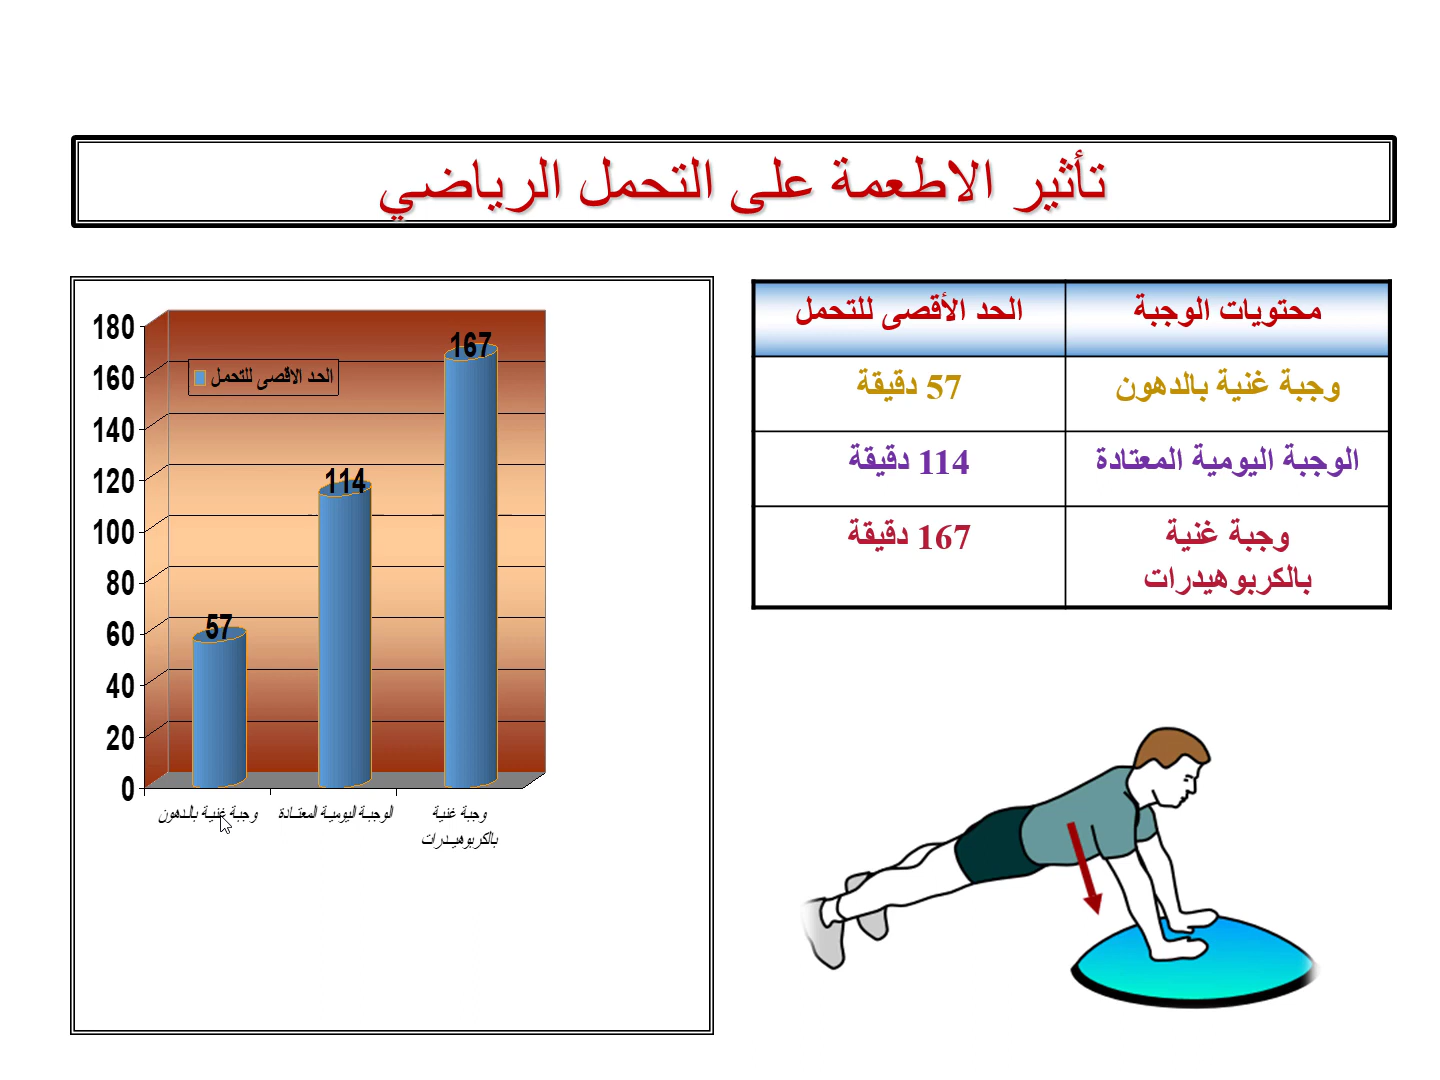 تأثير الاطعمة على التحمل الرياضي
محتويات الوجبة الحد الأقصى للتحمل
وجبة غنية بالدهون 57 دقيقة
الوجبة اليومية المعتادة 114 دقيقة
وجبة غنية 167 دقيقة
بالكربوهيدرات
180
160
140
120
100
80
60
40
20
0
الحد الاقصى للتحمل
57
114
167
وجبة غنية بالدهون
الوجبة اليومية المعتادة
وجبة غنية
بالكربوهيدرات